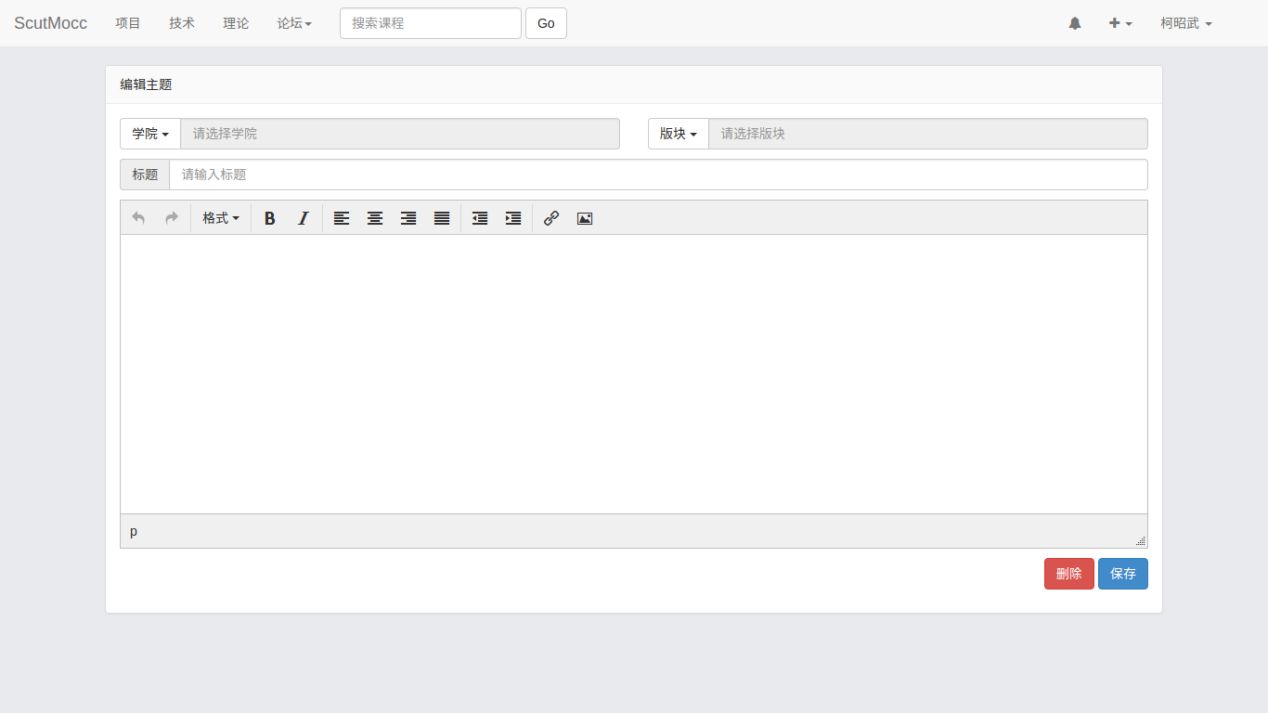 ScutMocc 项目 技术 理论 论坛 搜索课程 Go 柯昭武
编辑主题
学院 请选择学院 版块 请选择版块
标题 请输入标题
格式 B I
p
删除 保存